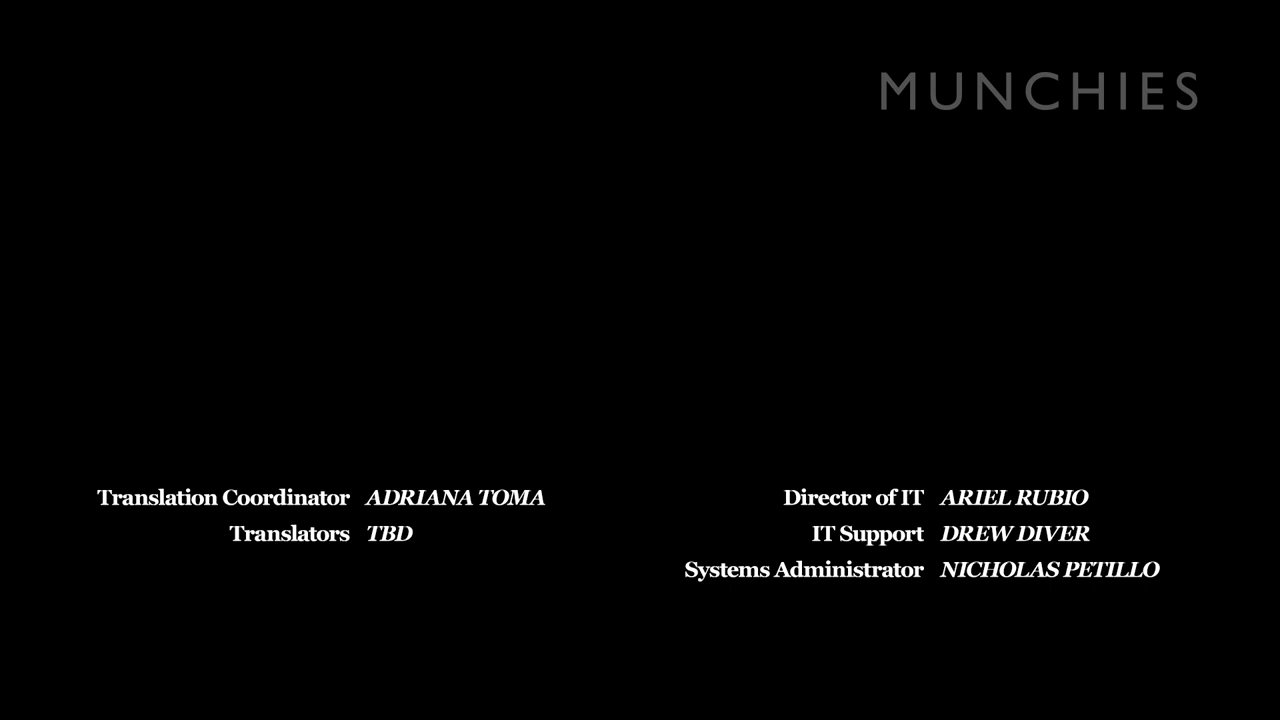 MUNCHIES
Translation Coordinator ADRIANA TOMA
Translators TBD
Director of IT ARIEL RUBIO
IT Support DREW DIVER
Systems Administrator NICHOLAS PETILLO